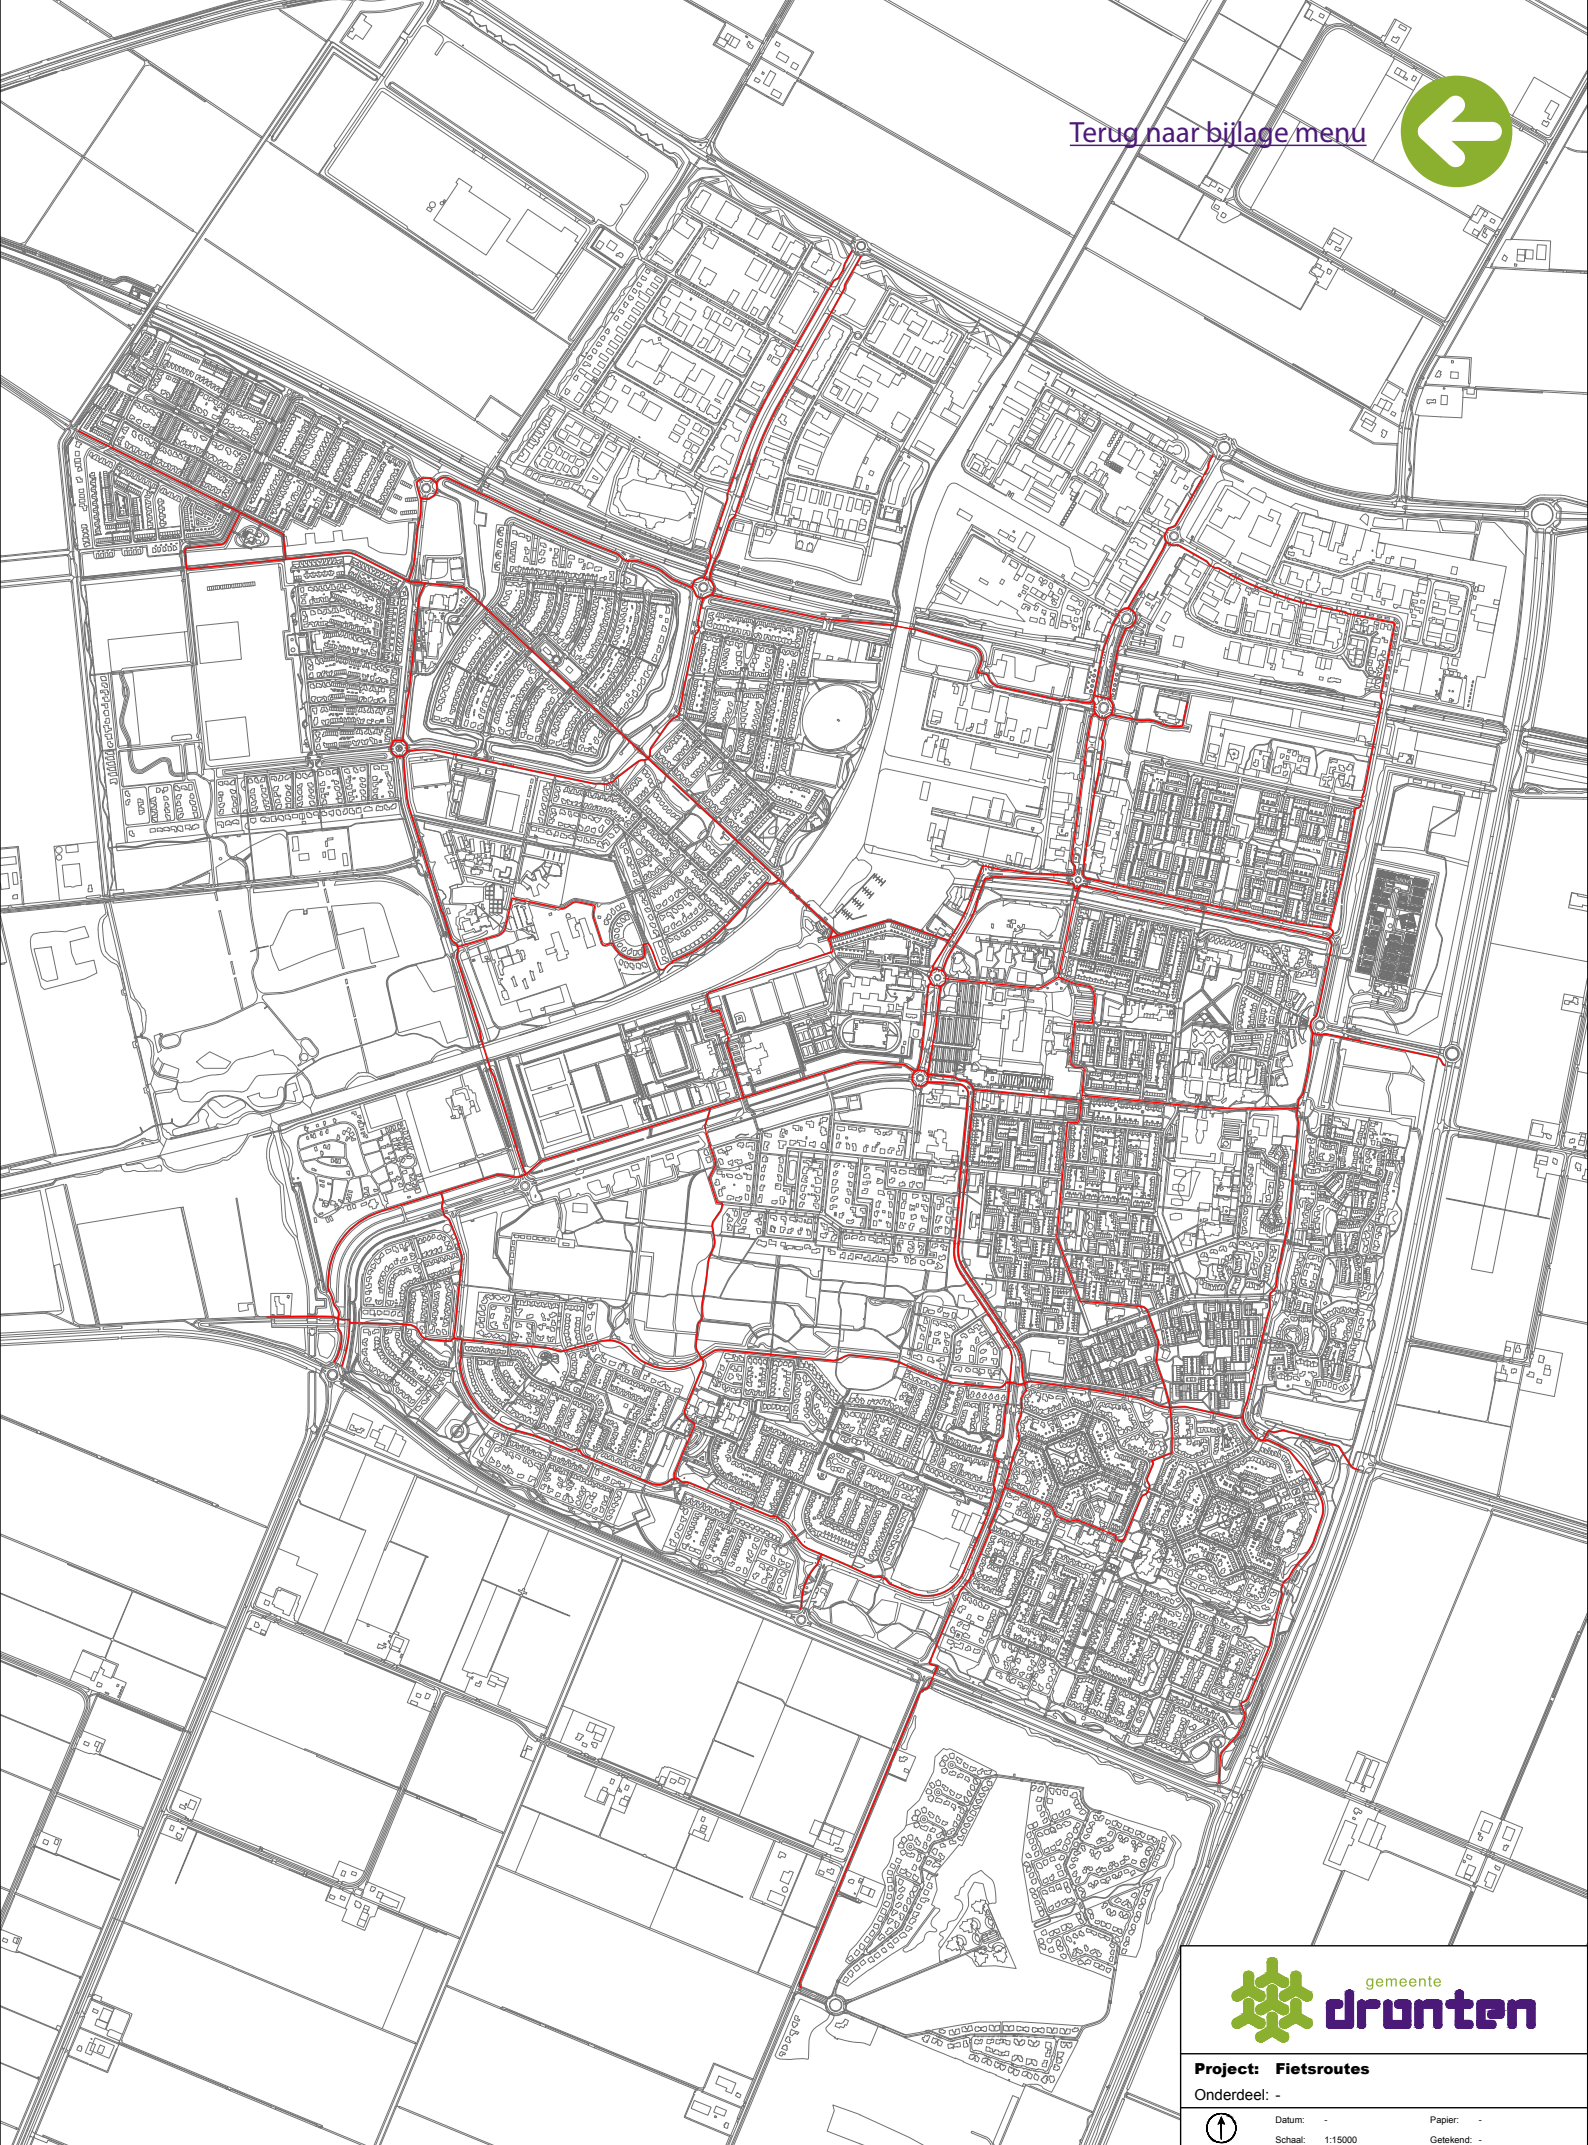 Terug naar bijlage menu
gemeente
dronten
Project: Fietsroutes
Onderdeel: -
Datum: - Papier: -
Schaal: 1:15000 Getekend: -